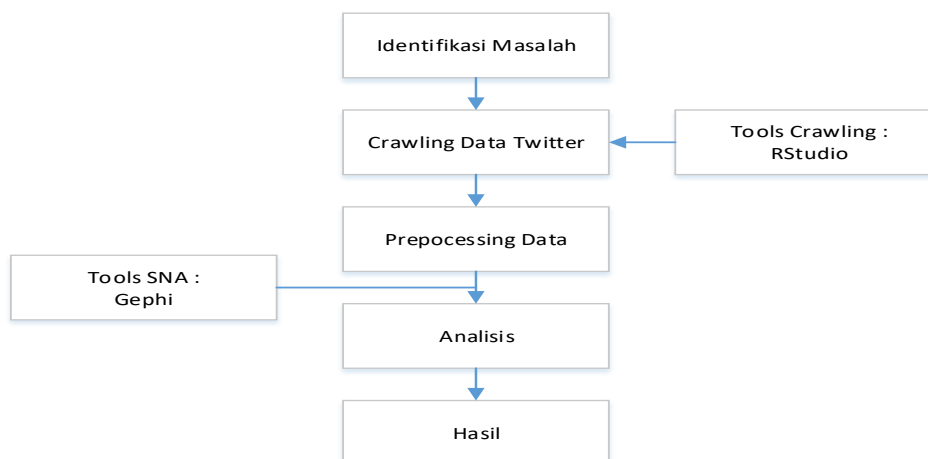 Identifikasi Masalah
Crawling Data Twitter
Tools Crawling :
RStudio
Prepocessing Data
Tools SNA :
Gephi
Analisis
Hasil